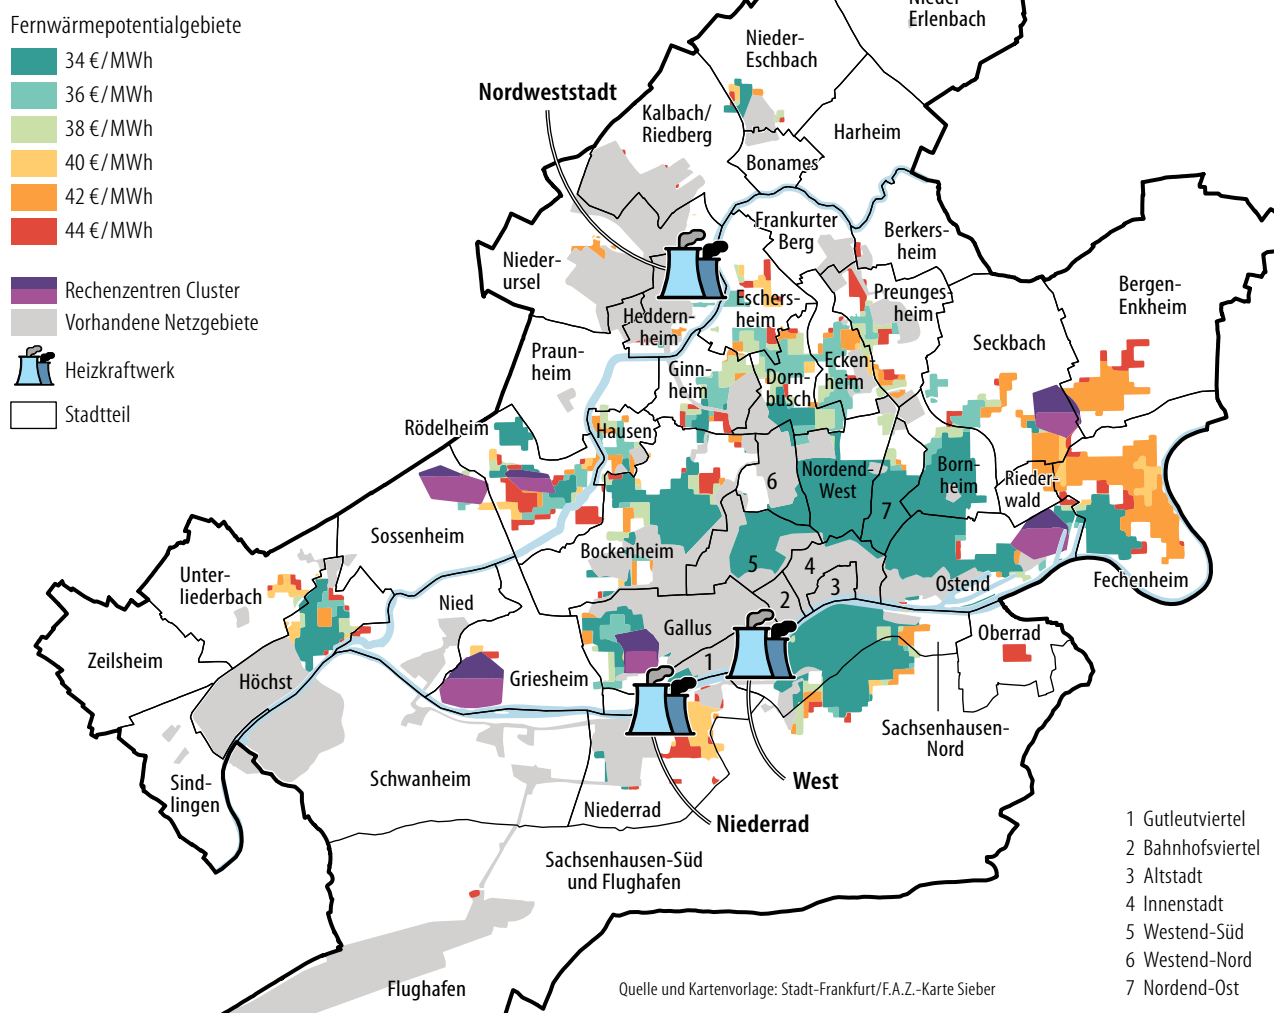 Fernwärmepotentialgebiete
34 €/MWh
36 €/MWh
38 €/MWh
40 €/MWh
42 €/MWh
44 €/MWh
Rechenzentren Cluster
Vorhandene Netzgebiete
Heizkraftwerk
Stadtteil
Nieder-
Erlenbach
Nieder-
Eschbach
Nordweststadt
Kalbach/
Riedberg
Harheim
Bonames
Frankurter
Berg
Berkers-
heim
Nieder-
ursel
Bergen-
Enkheim
Eschers-
heim
Preunges-
heim
Heddern-
heim
Seckbach
Praun-
heim
Ginn-
heim
Dorn-
busch
Ecken-
heim
Rödelheim
Hausen
6
Nordend-
West
7
Born-
heim
Rieder-
wald
Sossenheim
Bockenheim
5
4
3
2
1
Ostend
Fechenheim
Unter-
liederbach
Nied
Gallus
Oberrad
Zeilsheim
Höchst
Griesheim
Sachsenhausen-
Nord
Schwanheim
West
Sind-
lingen
Niederrad
Niederrad
Sachsenhausen-Süd
und Flughafen
Flughafen
1 Gutleutviertel
2 Bahnhofsviertel
3 Altstadt
4 Innenstadt
5 Westend-Süd
6 Westend-Nord
7 Nordend-Ost
Quelle und Kartenvorlage: Stadt-Frankfurt/F.A.Z.-Karte Sieber